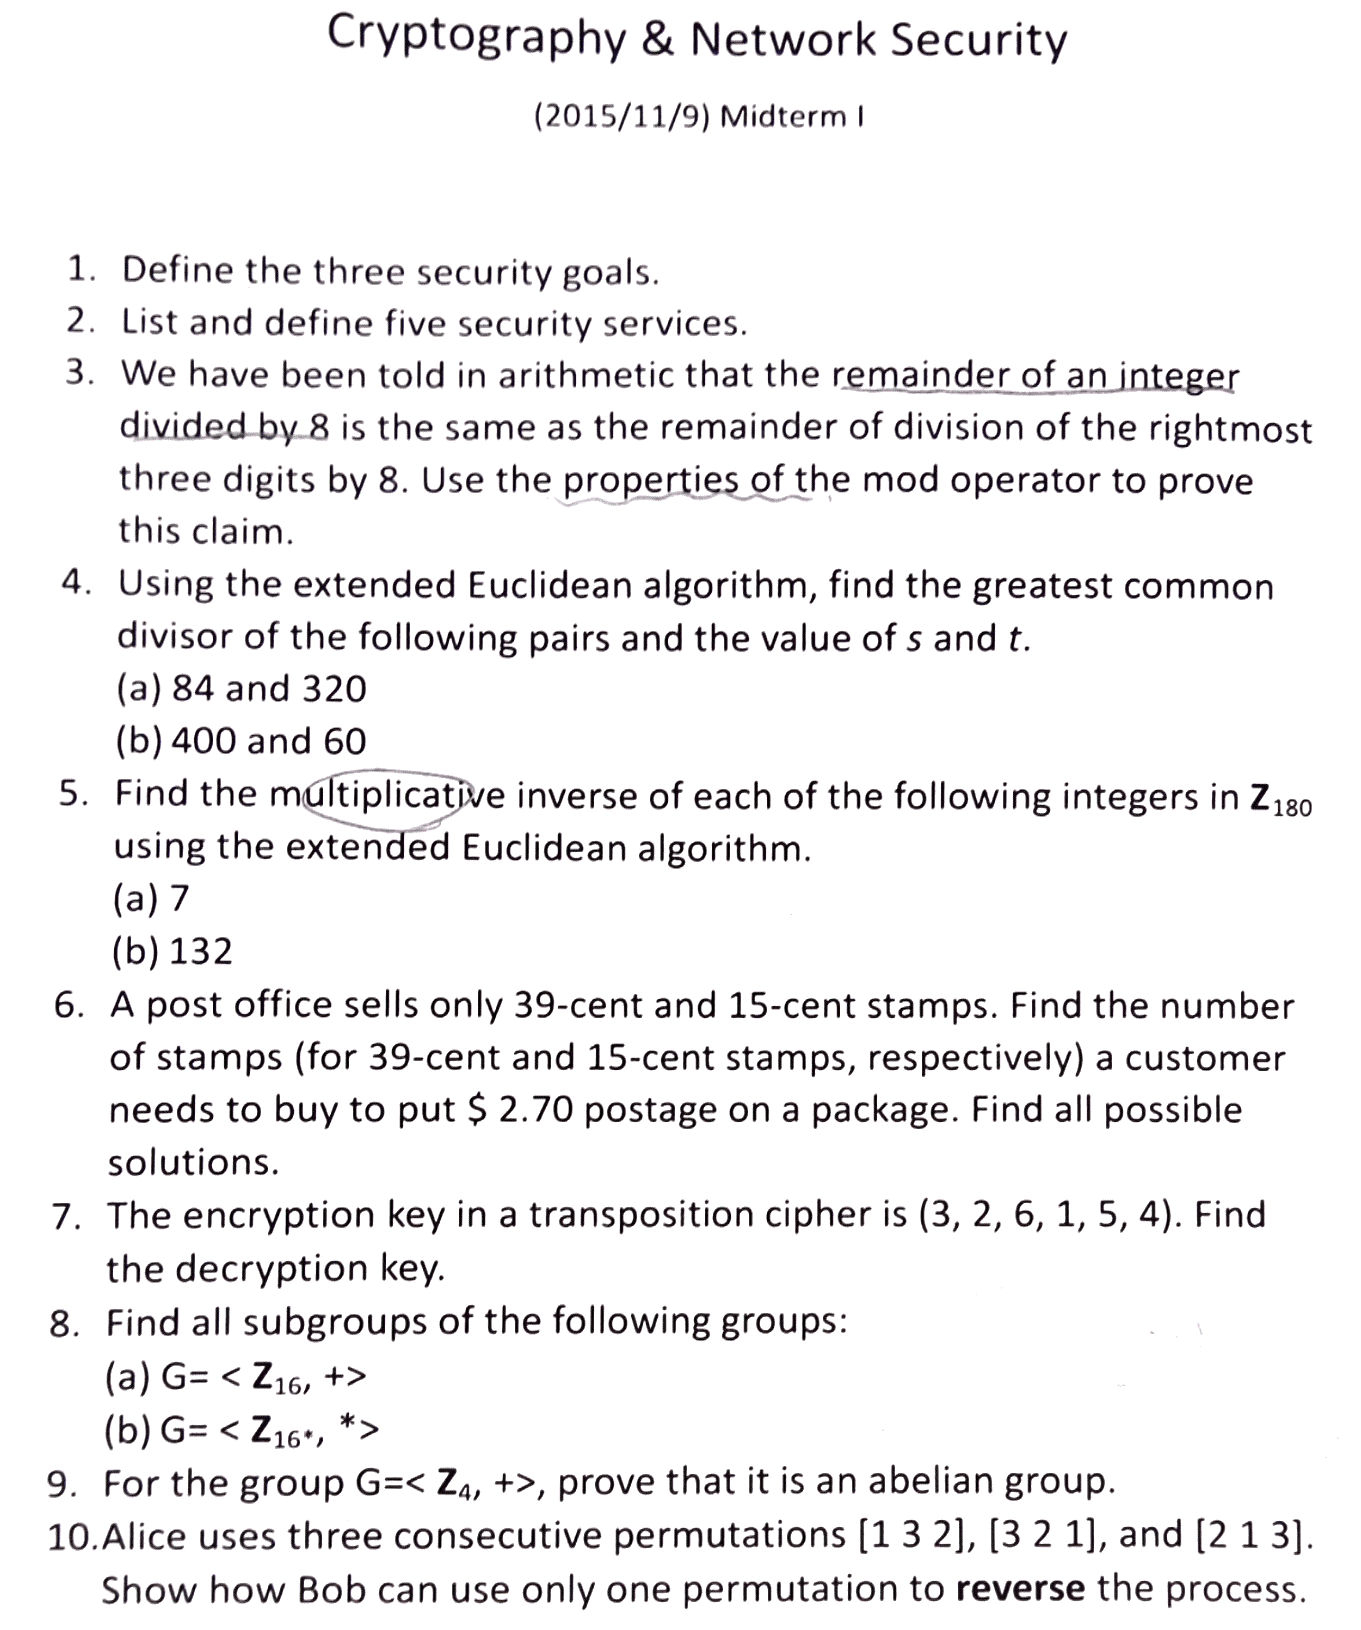 Cryptography & Network Security
(2015/11/9) Midterm I
1. Define the three security goals.
2. List and define five security services.
3. We have been told in arithmetic that the remainder of an integer
divided by 8 is the same as the remainder of division of the rightmost
three digits by 8. Use the properties of the mod operator to prove
this claim.
4. Using the extended Euclidean algorithm, find the greatest common
divisor of the following pairs and the value of s and t.
(a) 84 and 320
(b) 400 and 60
5. Find the multiplicative inverse of each of the following integers in Z180
using the extended Euclidean algorithm.
(a) 7
(b) 132
6. A post office sells only 39-cent and 15-cent stamps. Find the number
of stamps (for 39-cent and 15-cent stamps, respectively) a customer
needs to buy to put $ 2.70 postage on a package. Find all possible
solutions.
7. The encryption key in a transposition cipher is (3, 2, 6, 1, 5, 4). Find
the decryption key.
8. Find all subgroups of the following groups:
(a) G= < Z16, +>
(b) G= < Z16*, *>
9. For the group G=< Z4, +>, prove that it is an abelian group.
10.Alice uses three consecutive permutations [1 3 2], [3 2 1], and [2 1 3].
Show how Bob can use only one permutation to reverse the process.